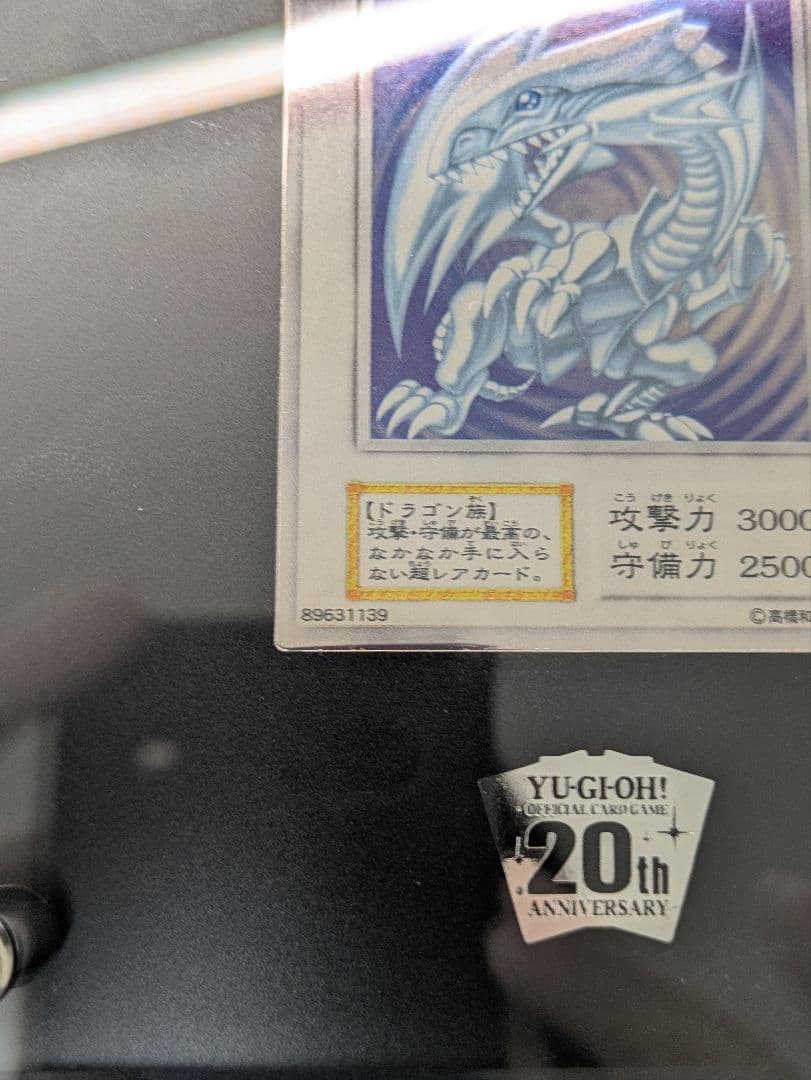 【ドラゴン族】
攻撃・守備が最高の、
なかなか手に入ら
ない超レアカード。
こう げき りょく
攻撃力 3000
しゅ び りょく
守備力 2500
89631139
©高橋和
YU-GI-OH!
OFFICIAL CARD GAME
20th
ANNIVERSARY